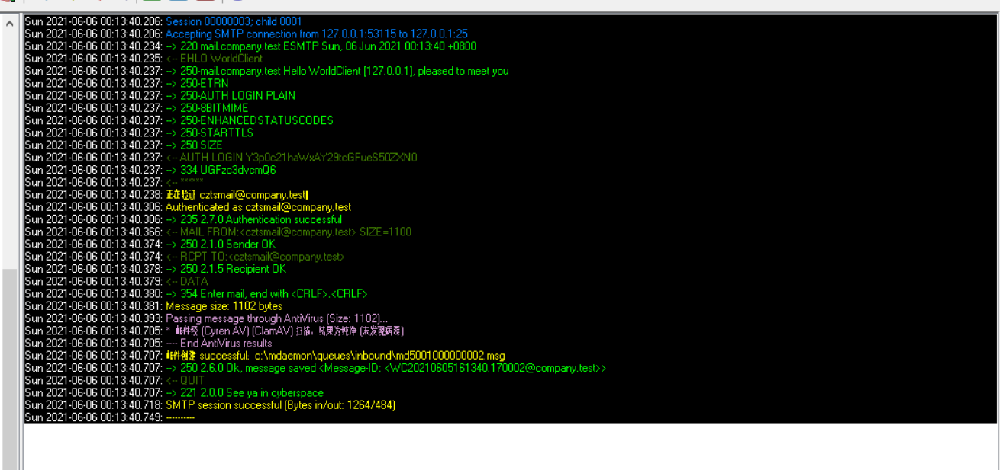 Sun 2021-06-06 00:13:40.206: Session 00000003; child 0001
Sun 2021-06-06 00:13:40.206: Accepting SMTP connection from 127.0.0.1:53115 to 127.0.0.1:25
Sun 2021-06-06 00:13:40.234: --> 220 mail.company.test ESMTP Sun, 06 Jun 2021 00:13:40 +0800
Sun 2021-06-06 00:13:40.235: <-- EHLO WorldClient
Sun 2021-06-06 00:13:40.237: --> 250-mail.company.test Hello WorldClient [127.0.0.1], pleased to meet you
Sun 2021-06-06 00:13:40.237: --> 250-ETRN
Sun 2021-06-06 00:13:40.237: --> 250-AUTH LOGIN PLAIN
Sun 2021-06-06 00:13:40.237: --> 250-8BITMIME
Sun 2021-06-06 00:13:40.237: --> 250-ENHANCEDSTATUSCODES
Sun 2021-06-06 00:13:40.237: --> 250-STARTTLS
Sun 2021-06-06 00:13:40.237: --> 250 SIZE
Sun 2021-06-06 00:13:40.237: <-- AUTH LOGIN Y3p0c21haWxAY29tcGFueS50ZXN0
Sun 2021-06-06 00:13:40.237: --> 334 UGFzc3dvcmQ6
Sun 2021-06-06 00:13:40.237: <-- ******
Sun 2021-06-06 00:13:40.238: 正在验证 cztsmail@company.test
Sun 2021-06-06 00:13:40.306: Authenticated as cztsmail@company.test
Sun 2021-06-06 00:13:40.306: --> 235 2.7.0 Authentication successful
Sun 2021-06-06 00:13:40.366: <-- MAIL FROM:<cztsmail@company.test> SIZE=1100
Sun 2021-06-06 00:13:40.374: --> 250 2.1.0 Sender OK
Sun 2021-06-06 00:13:40.374: <-- RCPT TO:<cztsmail@company.test>
Sun 2021-06-06 00:13:40.378: --> 250 2.1.5 Recipient OK
Sun 2021-06-06 00:13:40.379: <-- DATA
Sun 2021-06-06 00:13:40.380: --> 354 Enter mail, end with <CRLF>.<CRLF>
Sun 2021-06-06 00:13:40.381: Message size: 1102 bytes
Sun 2021-06-06 00:13:40.393: Passing message through AntiVirus (Size: 1102)...
Sun 2021-06-06 00:13:40.705: * 邮件经 (Cyren AV) (ClamAV) 扫描，结果为纯净 (未发现病毒)
Sun 2021-06-06 00:13:40.705: ---- End AntiVirus results
Sun 2021-06-06 00:13:40.707: 邮件创建 successful: c:\mdaemon\queues\inbound\md5001000000002.msg
Sun 2021-06-06 00:13:40.707: --> 250 2.6.0 Ok, message saved <Message-ID: <WC20210605161340.170002@company.test>>
Sun 2021-06-06 00:13:40.707: <-- QUIT
Sun 2021-06-06 00:13:40.707: --> 221 2.0.0 See ya in cyberspace
Sun 2021-06-06 00:13:40.718: SMTP session successful (Bytes in/out: 1264/484)
Sun 2021-06-06 00:13:40.749: ----------